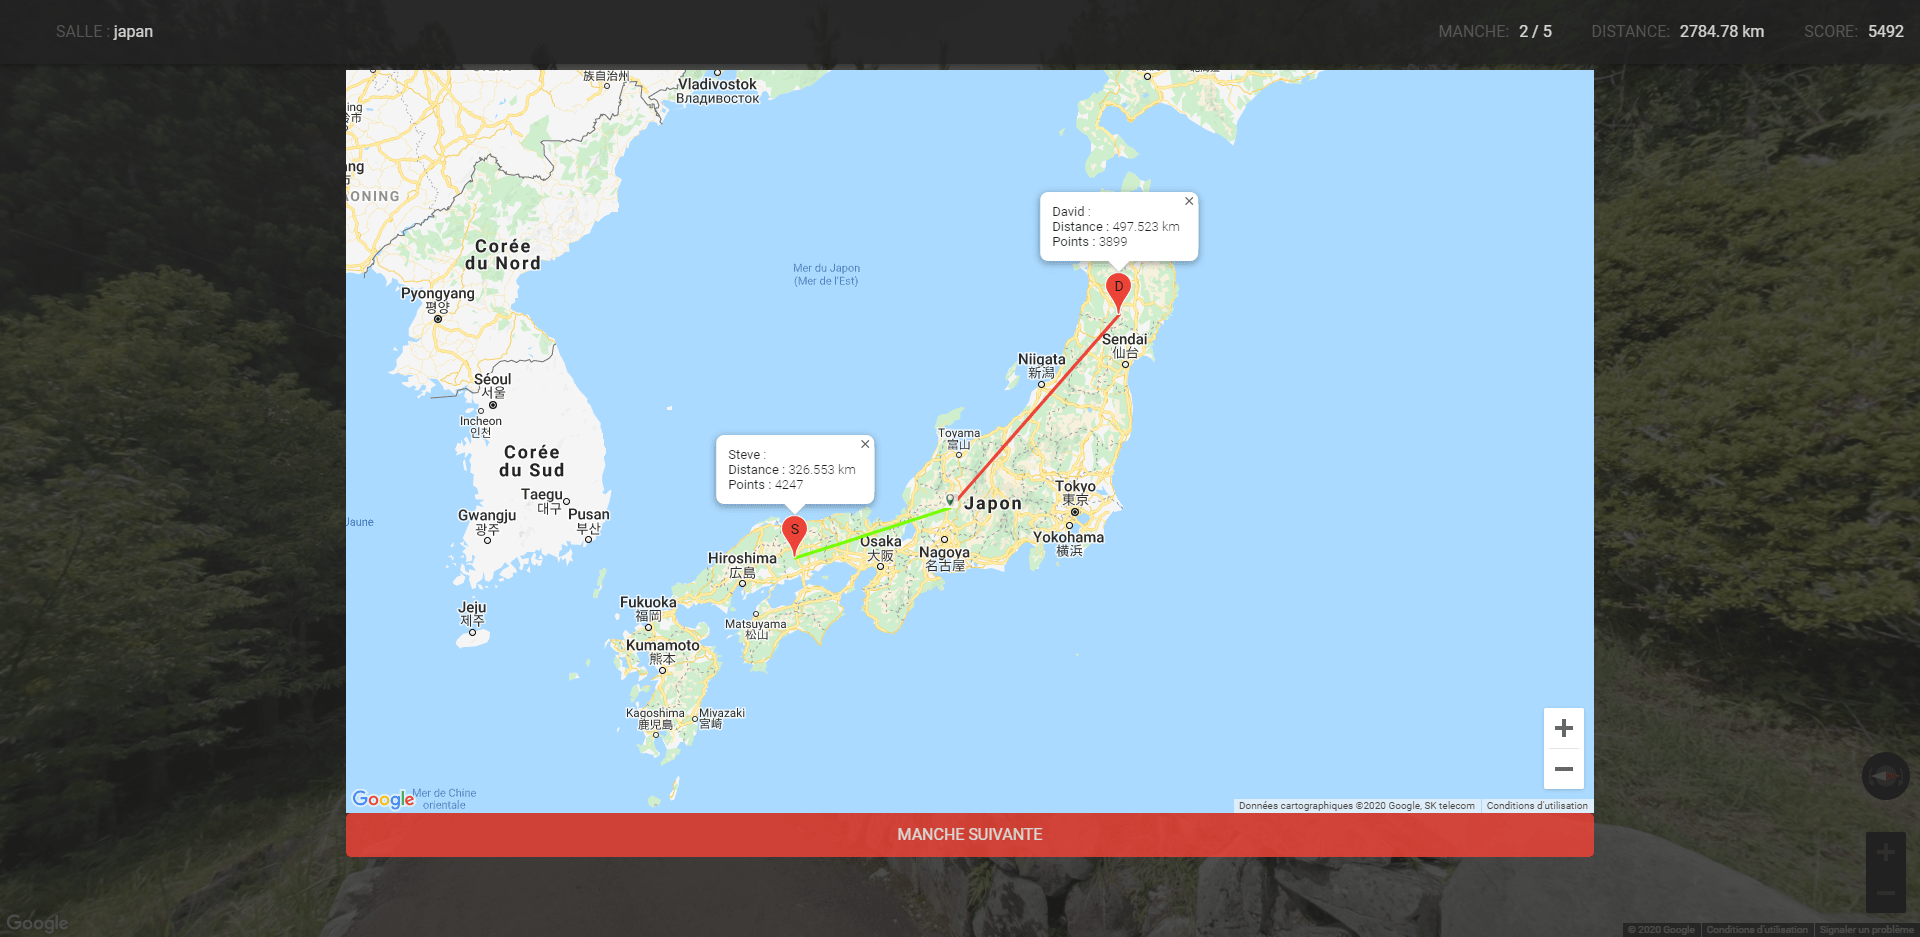 SALLE : japan
MANCHE: 2 / 5
DISTANCE: 2784.78 km
SCORE: 5492
族自治州
Vladivostok
Владивосток
ing
市
ang
AONING
David :
Distance : 497.523 km
Points : 3899
D
Corée
du Nord
Mer du Japon
(Mer de l'Est)
Pyongyang
평양
Sendai
仙台
Niigata
新潟
Séoul
서울
Incheon
인천
Toyama
富山
Steve :
Distance : 326.553 km
Points : 4247
S
Corée
du Sud
Taegu
대구
Tokyo
東京
Japon
Gwangju
광주
Pusan
부산
Jaune
Osaka
大阪
Nagoya
名古屋
Yokohama
横浜
Hiroshima
広島
Fukuoka
福岡
Jeju
제주
Matsuyama
松山
Kumamoto
熊本
Kagoshima
鹿児島
Miyazaki
宮崎
Mer de Chine
orientale
Google
Données cartographiques ©2020 Google, SK telecom
Conditions d'utilisation
MANCHE SUIVANTE
Google
© 2020 Google
Conditions d'utilisation
Signaler un problème